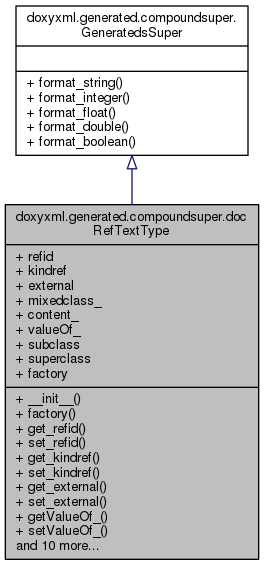 doxyxml.generated.compoundsuper.
GeneratedsSuper
+ format_string()
+ format_integer()
+ format_float()
+ format_double()
+ format_boolean()
doxyxml.generated.compoundsuper.doc
RefTextType
+ refid
+ kindref
+ external
+ mixedclass_
+ content_
+ valueOf_
+ subclass
+ superclass
+ factory
+ __init__()
+ factory()
+ get_refid()
+ set_refid()
+ get_kindref()
+ set_kindref()
+ get_external()
+ set_external()
+ getValueOf_()
+ setValueOf_()
and 10 more...